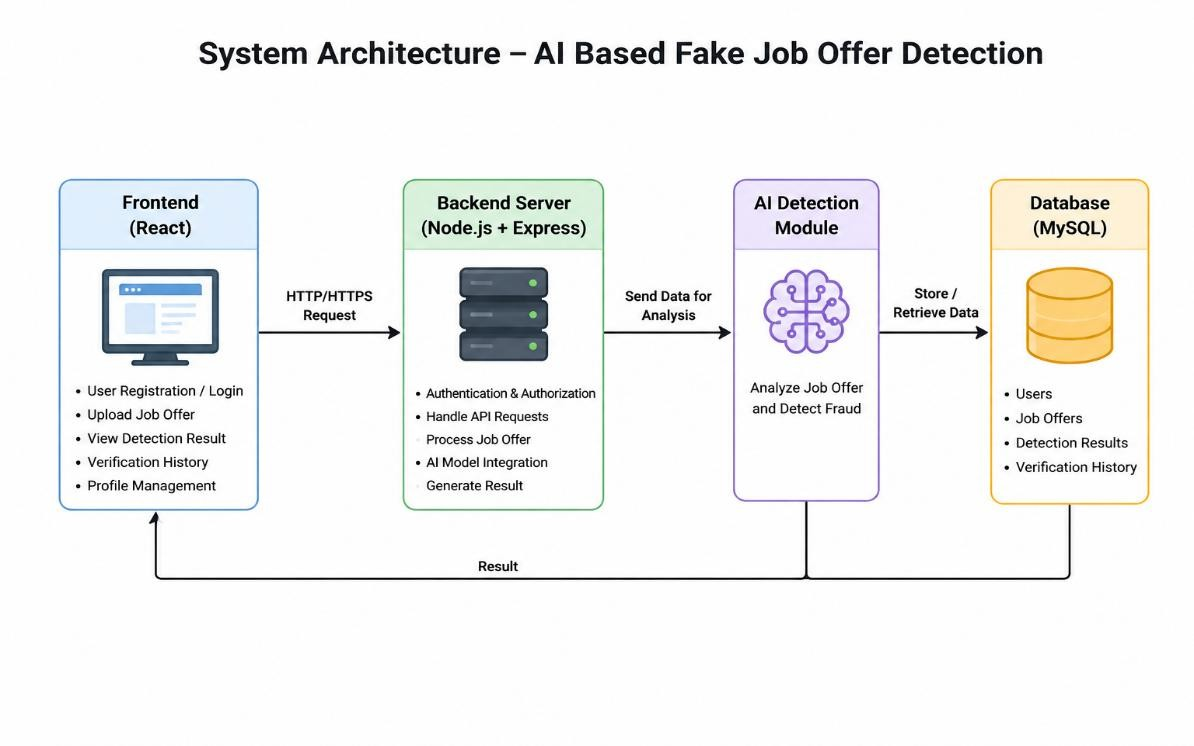 System Architecture – AI Based Fake Job Offer Detection
Frontend
(React)
• User Registration / Login
• Upload Job Offer
• View Detection Result
• Verification History
• Profile Management
HTTP/HTTPS
Request
Backend Server
(Node.js + Express)
• Authentication & Authorization
• Handle API Requests
• Process Job Offer
• AI Model Integration
• Generate Result
Send Data for
Analysis
AI Detection
Module
Analyze Job Offer
and Detect Fraud
Store /
Retrieve Data
Database
(MySQL)
• Users
• Job Offers
• Detection Results
• Verification History
Result